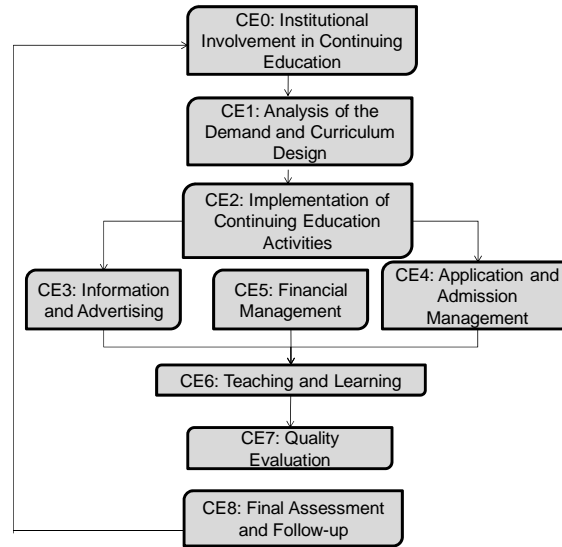 CE0: Institutional
Involvement in Continuing
Education
CE1: Analysis of the
Demand and Curriculum
Design
CE2: Implementation of
Continuing Education
Activities
CE3: Information
and Advertising
CE5: Financial
Management
CE4: Application and
Admission
Management
CE6: Teaching and Learning
CE7: Quality
Evaluation
CE8: Final Assessment
and Follow-up